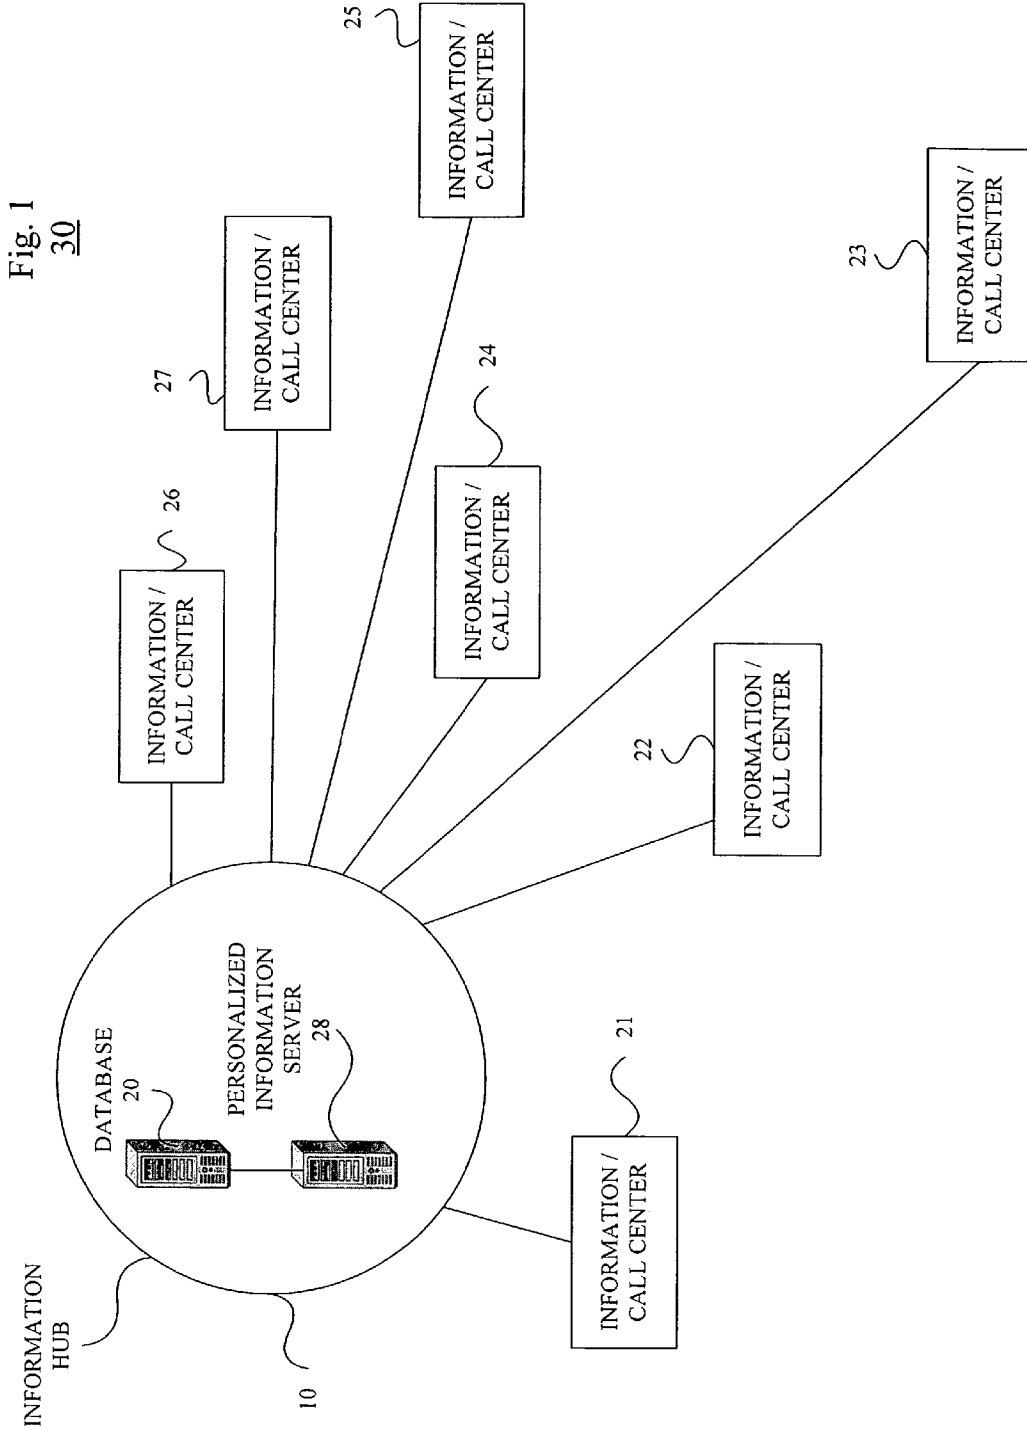 Fig. 1
30
INFORMATION
HUB
10
DATABASE
20
PERSONALIZED
INFORMATION
SERVER
28
INFORMATION /
CALL CENTER
26
INFORMATION /
CALL CENTER
27
INFORMATION /
CALL CENTER
25
INFORMATION /
CALL CENTER
24
INFORMATION /
CALL CENTER
23
INFORMATION /
CALL CENTER
22
INFORMATION /
CALL CENTER
21